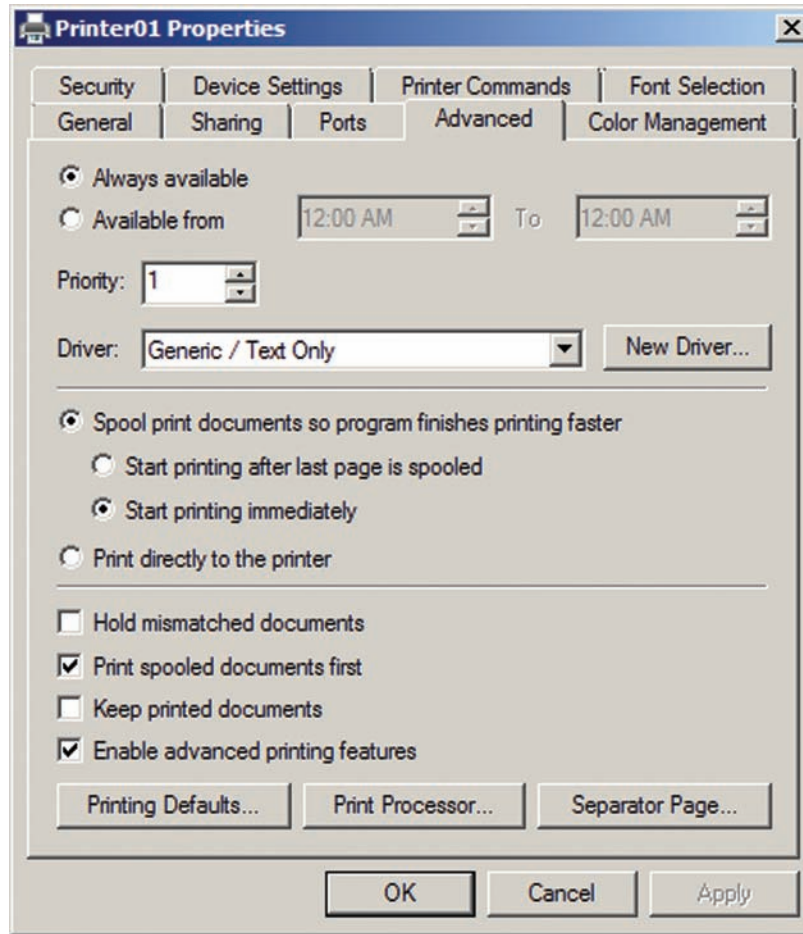 Printer01 Properties
Security Device Settings Printer Commands Font Selection
General Sharing Ports Advanced Color Management
Always available
Available from 12:00 AM To 12:00 AM
Priority: 1
Driver: Generic / Text Only New Driver...
Spool print documents so program finishes printing faster
Start printing after last page is spooled
Start printing immediately
Print directly to the printer
Hold mismatched documents
Print spooled documents first
Keep printed documents
Enable advanced printing features
Printing Defaults... Print Processor... Separator Page...
OK Cancel Apply